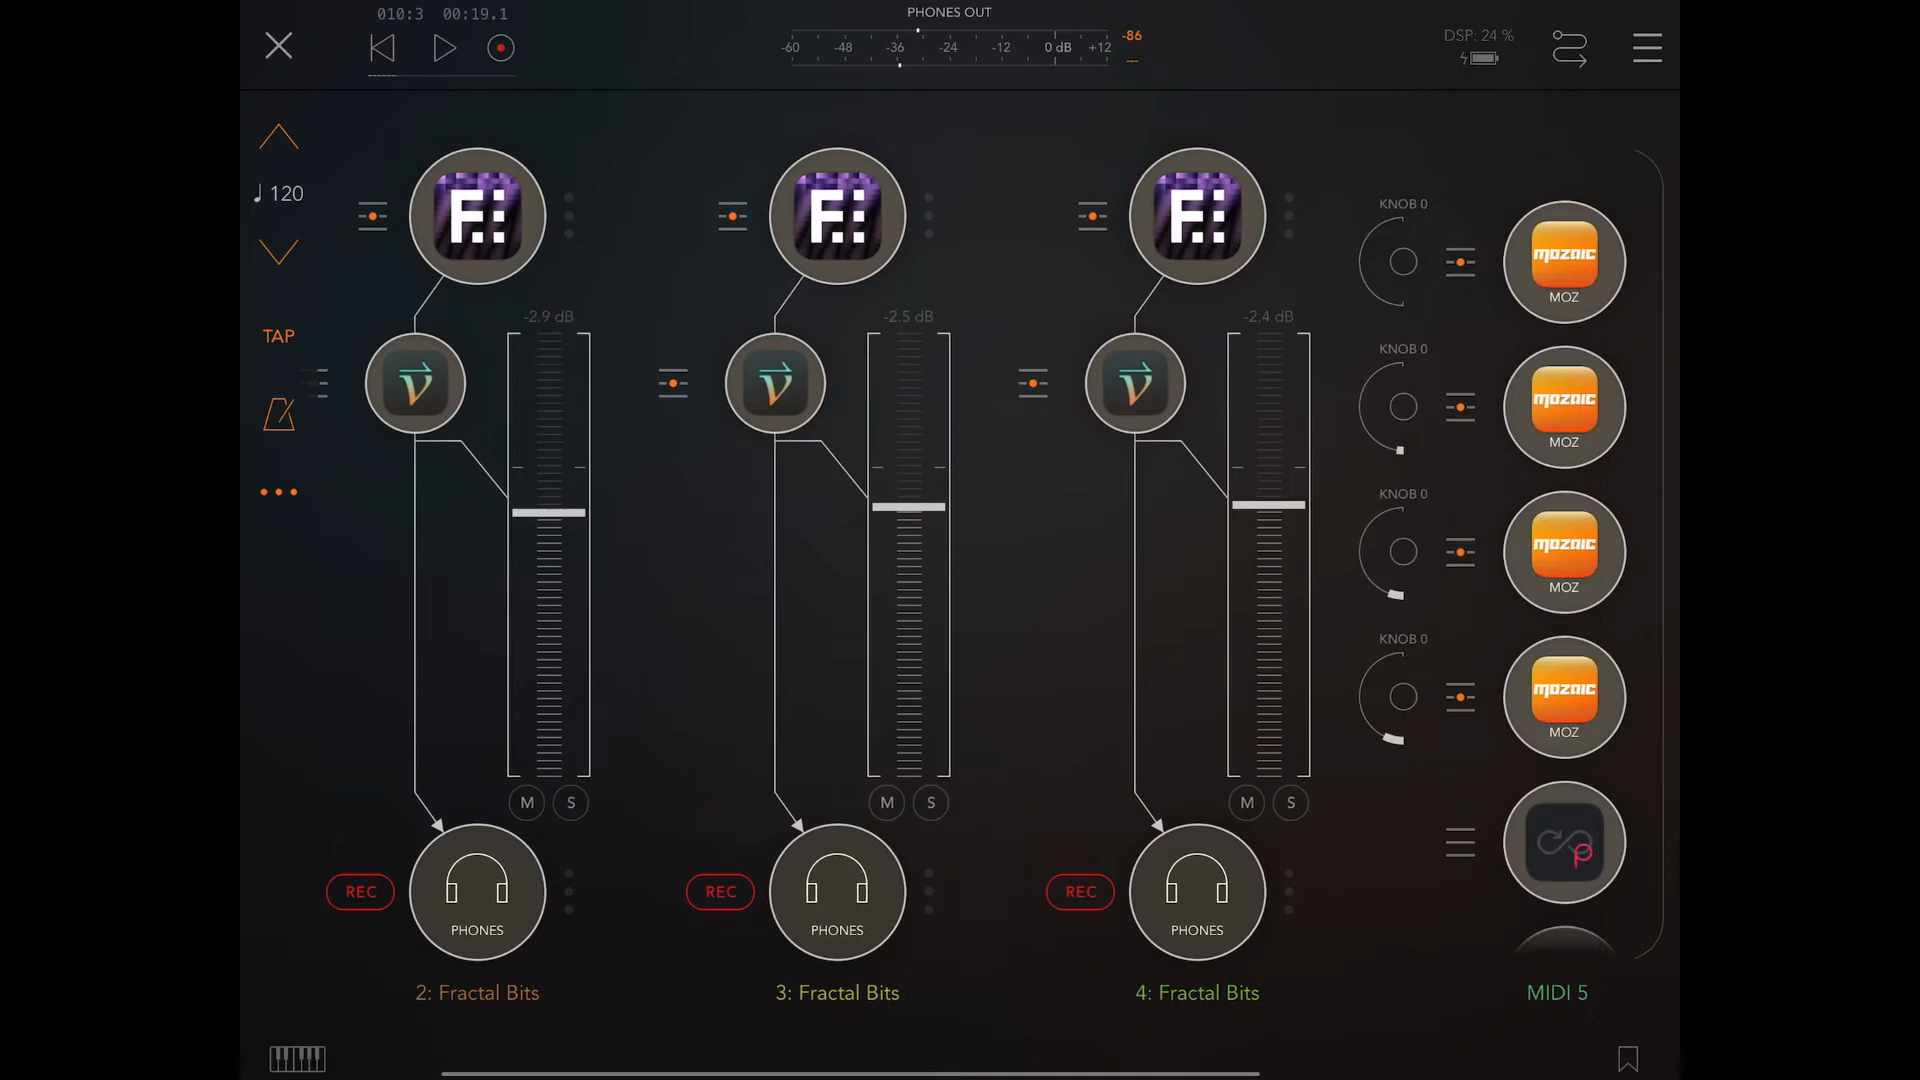 010:3 00:19.1
PHONES OUT
-60 -48 -36 -24 -12 0 dB +12
-86
---
DSP: 24 %
120
TAP
F
F
F
-2.9 dB
-2.5 dB
-2.4 dB
KNOB 0
mozaic
MOZ
KNOB 0
mozaic
MOZ
KNOB 0
mozaic
MOZ
KNOB 0
mozaic
MOZ
M S
M S
M S
REC
PHONES
REC
PHONES
REC
PHONES
2: Fractal Bits
3: Fractal Bits
4: Fractal Bits
MIDI 5